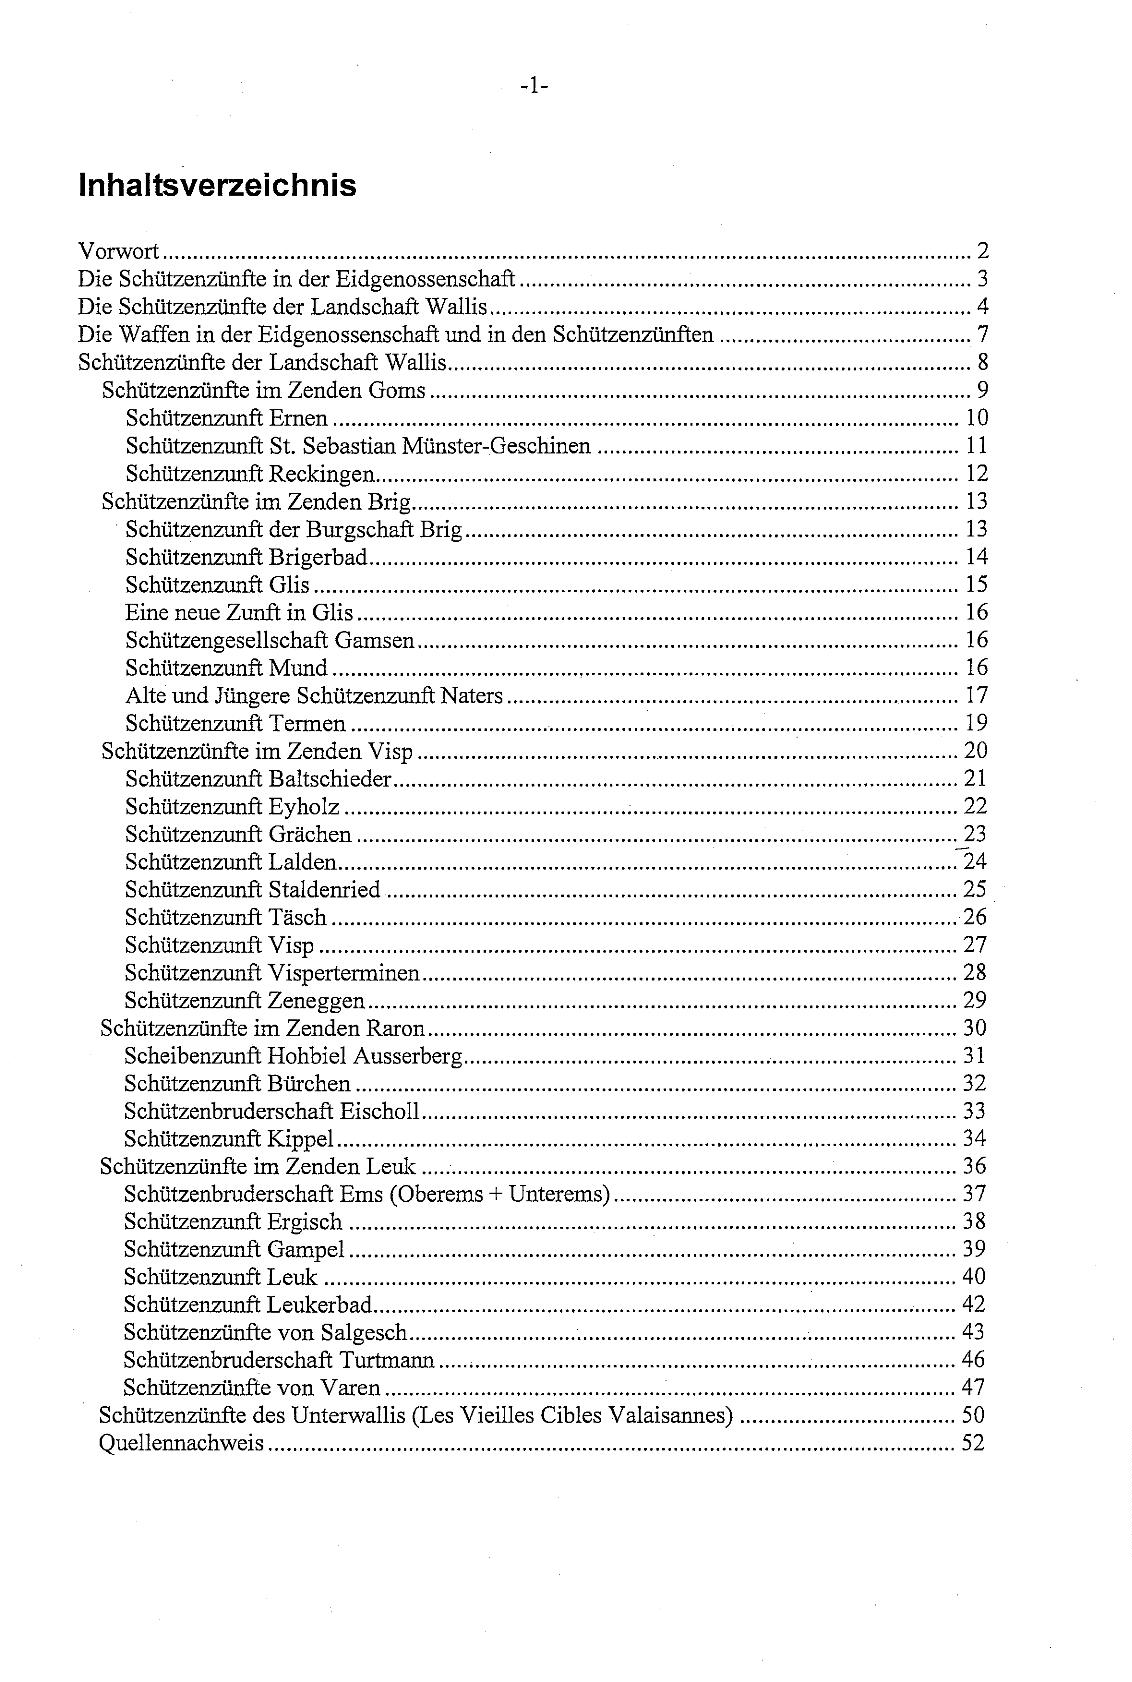 -1-
Inhaltsverzeichnis
Vorwort 2
Die Schützenzünfte in der Eidgenossenschaft 3
Die Schützenzünfte der Landschaft Wallis 4
Die Waffen in der Eidgenossenschaft und in den Schützenzünften 7
Schützenzünfte der Landschaft Wallis 8
Schützenzünfte im Zenden Goms 9
Schützenzunft Ernen 10
Schützenzunft St. Sebastian Münster-Geschinen 11
Schützenzunft Reckingen 12
Schützenzünfte im Zenden Brig 13
Schützenzunft der Burgschaft Brig 13
Schützenzunft Brigerbad 14
Schützenzunft Glis 15
Eine neue Zunft in Glis 16
Schützengesellschaft Gamsen 16
Schützenzunft Mund 16
Alte und Jüngere Schützenzunft Naters 17
Schützenzunft Termen 19
Schützenzünfte im Zenden Visp 20
Schützenzunft Baltschieder 21
Schützenzunft Eyholz 22
Schützenzunft Grächen 23
Schützenzunft Lalden 24
Schützenzunft Staldenried 25
Schützenzunft Täsch 26
Schützenzunft Visp 27
Schützenzunft Visperterminen 28
Schützenzunft Zeneggen 29
Schützenzünfte im Zenden Raron 30
Scheibenzunft Hohbiel Ausserberg 31
Schützenzunft Bürchen 32
Schützenbruderschaft Eischoll 33
Schützenzunft Kippel 34
Schützenzünfte im Zenden Leuk 36
Schützenbruderschaft Ems (Oberems + Unterems) 37
Schützenzunft Ergisch 38
Schützenzunft Gampel 39
Schützenzunft Leuk 40
Schützenzunft Leukerbad 42
Schützenzünfte von Salgesch 43
Schützenbruderschaft Turtmann 46
Schützenzünfte von Varen 47
Schützenzünfte des Unterwallis (Les Vieilles Cibles Valaisannes) 50
Quellennachweis 52